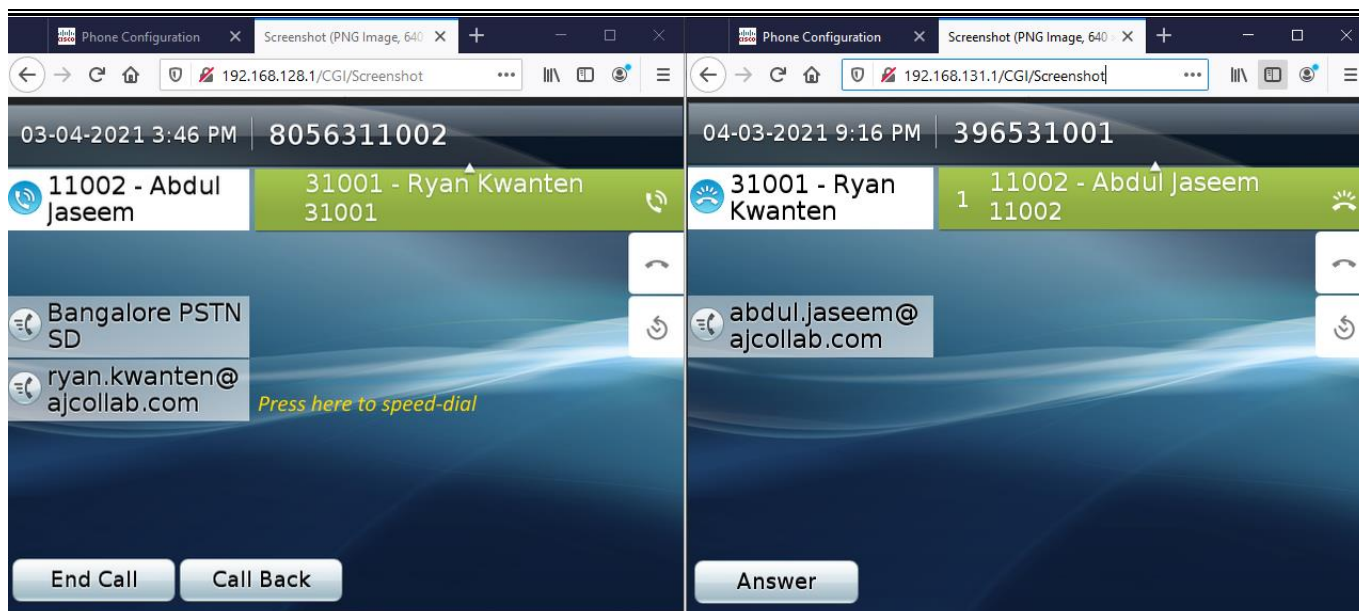 Phone Configuration
Screenshot (PNG Image, 640
192.168.128.1/CGI/Screenshot
03-04-2021 3:46 PM
8056311002
11002 - Abdul
Jaseem
31001 - Ryan Kwanten
31001
Bangalore PSTN
SD
ryan.kwanten@
ajcollab.com
Press here to speed-dial
End Call
Call Back
Phone Configuration
Screenshot (PNG Image, 640
192.168.131.1/CGI/Screenshot
04-03-2021 9:16 PM
396531001
31001 - Ryan
Kwanten
1
11002 - Abdul Jaseem
11002
abdul.jaseem@
ajcollab.com
Answer